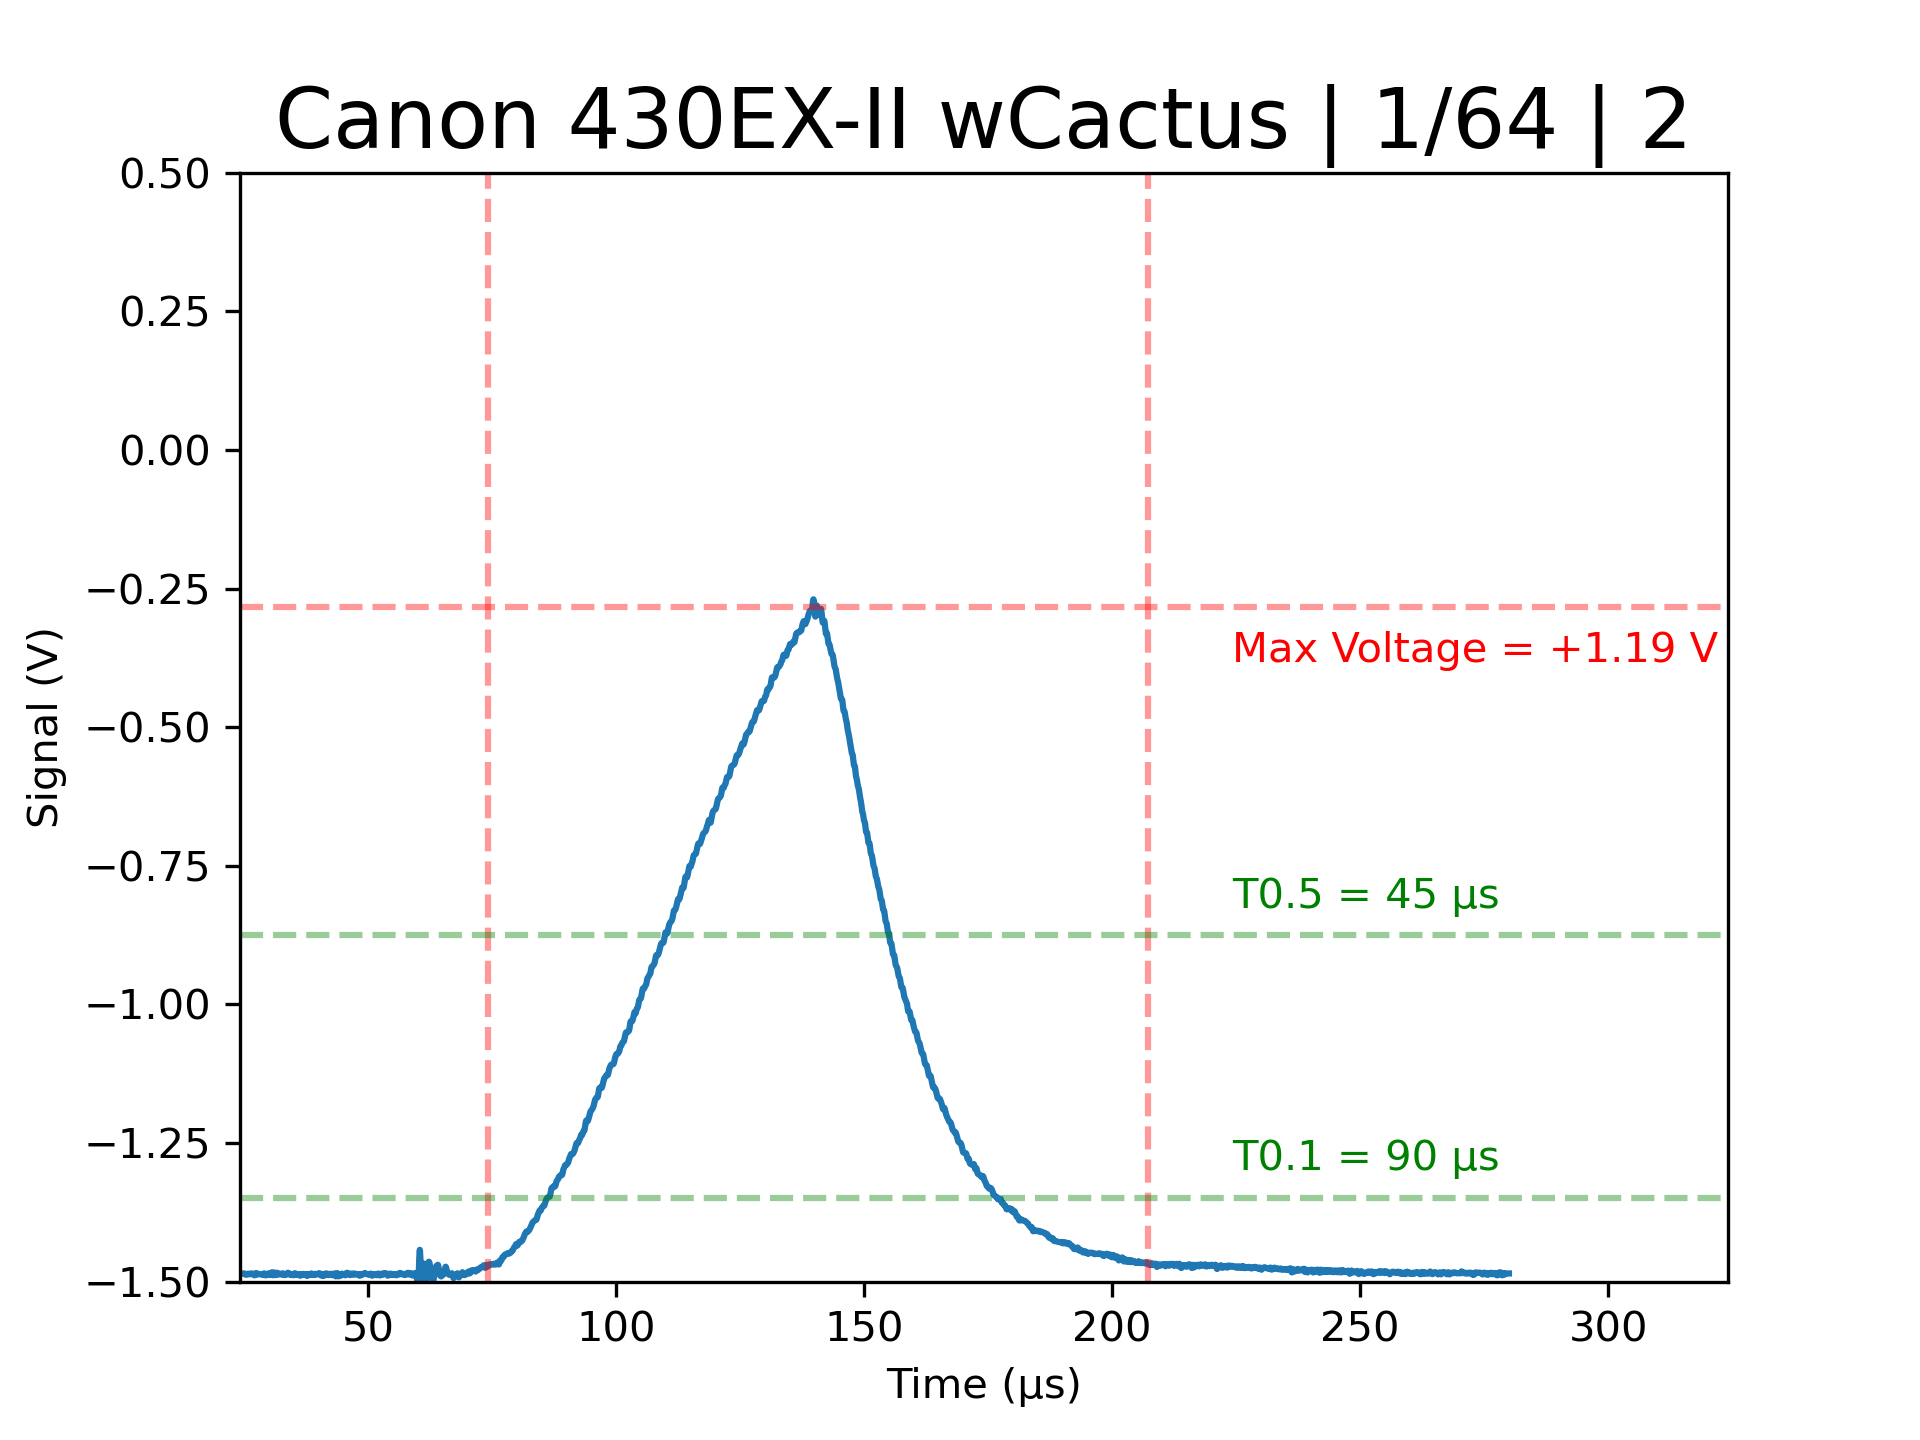 Canon 430EX-II wCactus | 1/64 | 2
0.50
0.25
0.00
−0.25
Max Voltage = +1.19 V
−0.50
Signal (V)
−0.75
T0.5 = 45 µs
−1.00
−1.25
T0.1 = 90 µs
−1.50
50 100 150 200 250 300
Time (µs)